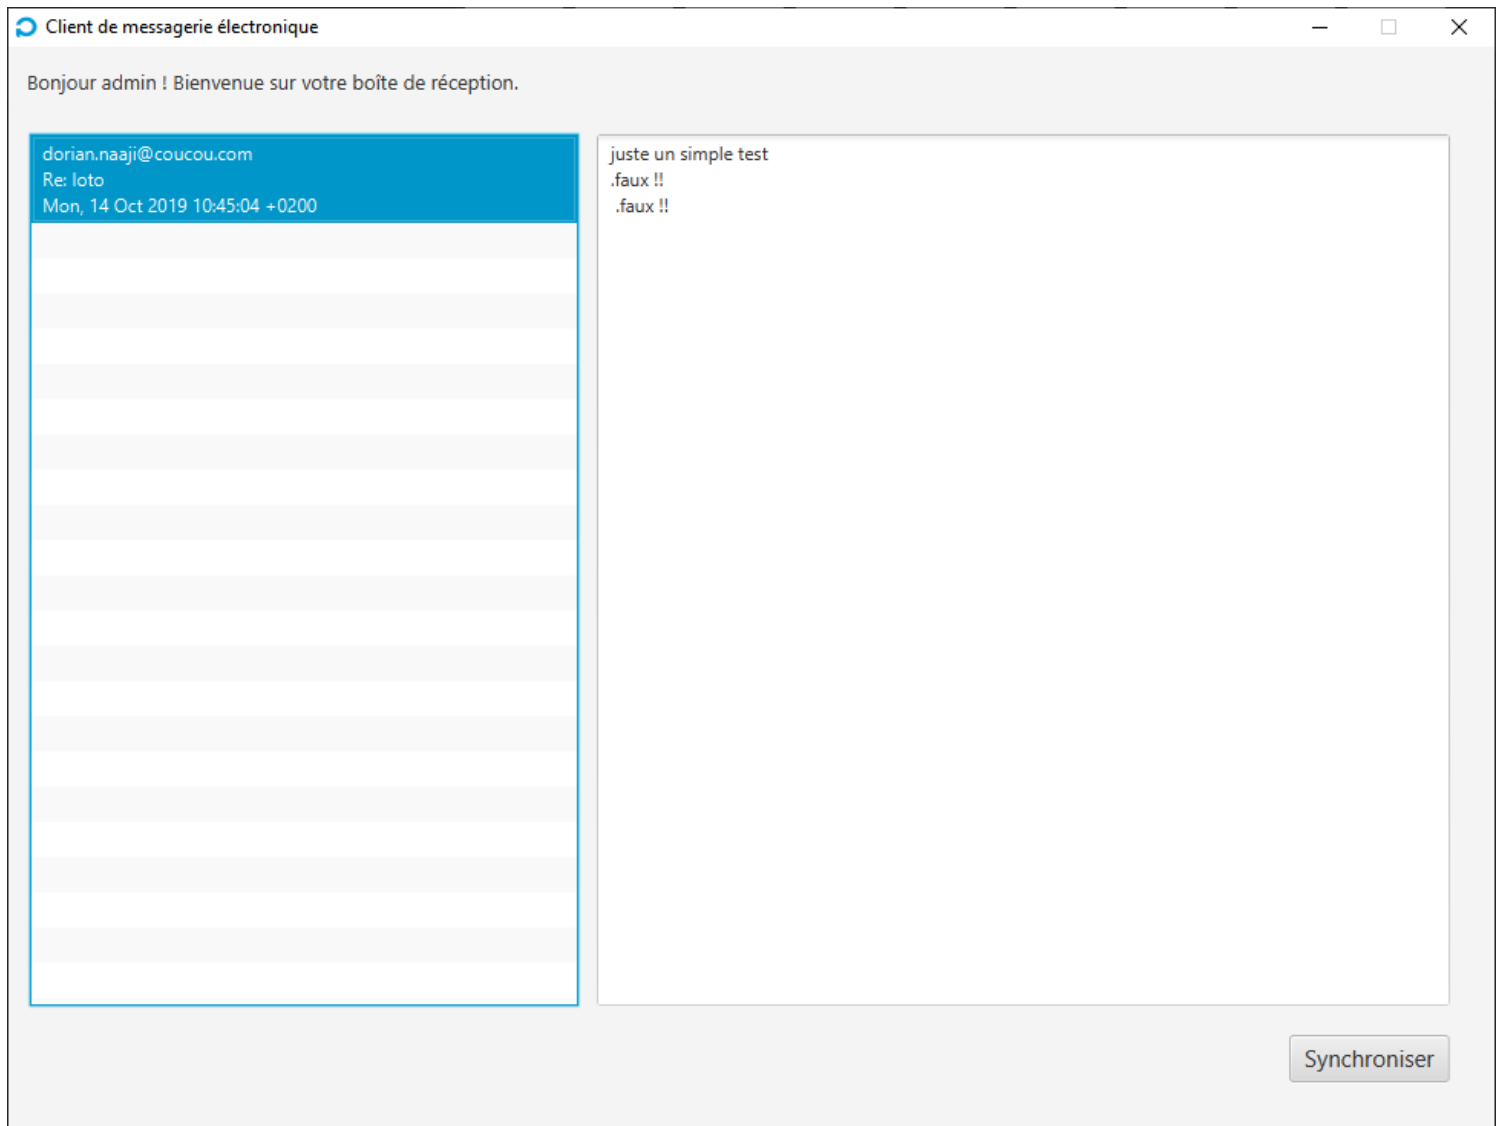 Client de messagerie électronique
Bonjour admin ! Bienvenue sur votre boîte de réception.
dorian.naaji@coucou.com
Re: loto
Mon, 14 Oct 2019 10:45:04 +0200
juste un simple test
.faux !!
.faux !!
Synchroniser